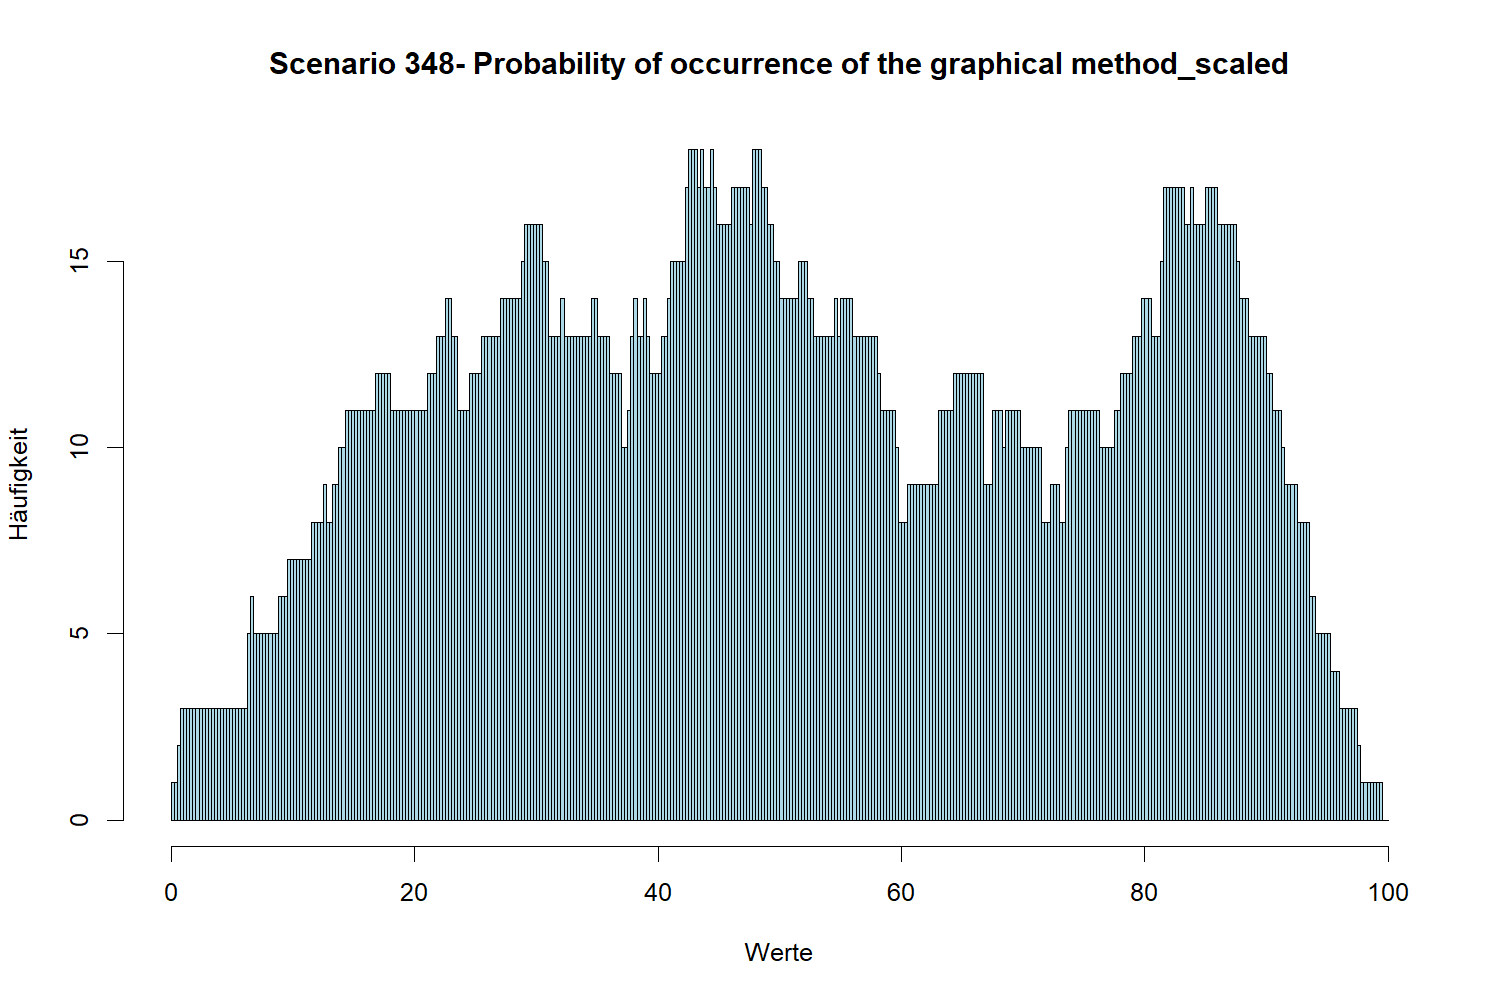 Scenario 348- Probability of occurrence of the graphical method_scaled
Häufigkeit
15
10
5
0
0 20 40 60 80 100
Werte